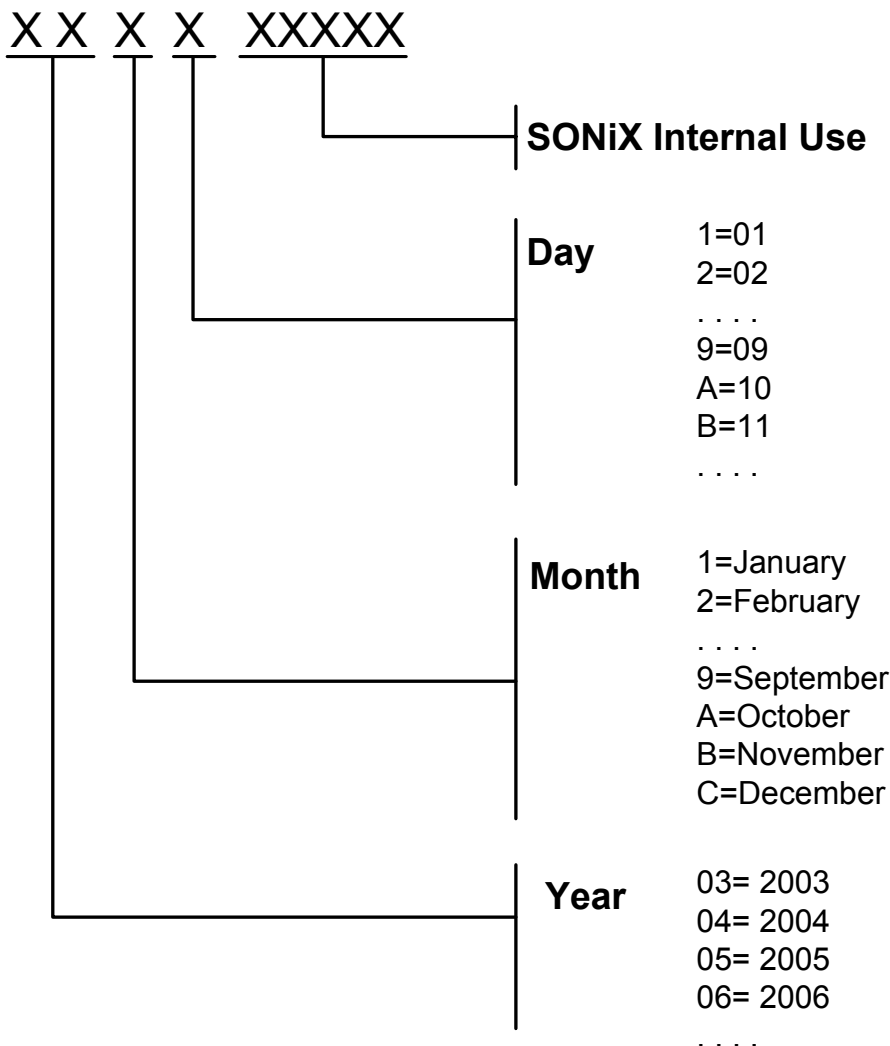 X X X X XXXXX
SONiX Internal Use
Day
1=01
2=02
. . . .
9=09
A=10
B=11
. . . .
Month
1=January
2=February
. . . .
9=September
A=October
B=November
C=December
Year
03= 2003
04= 2004
05= 2005
06= 2006
. . . .